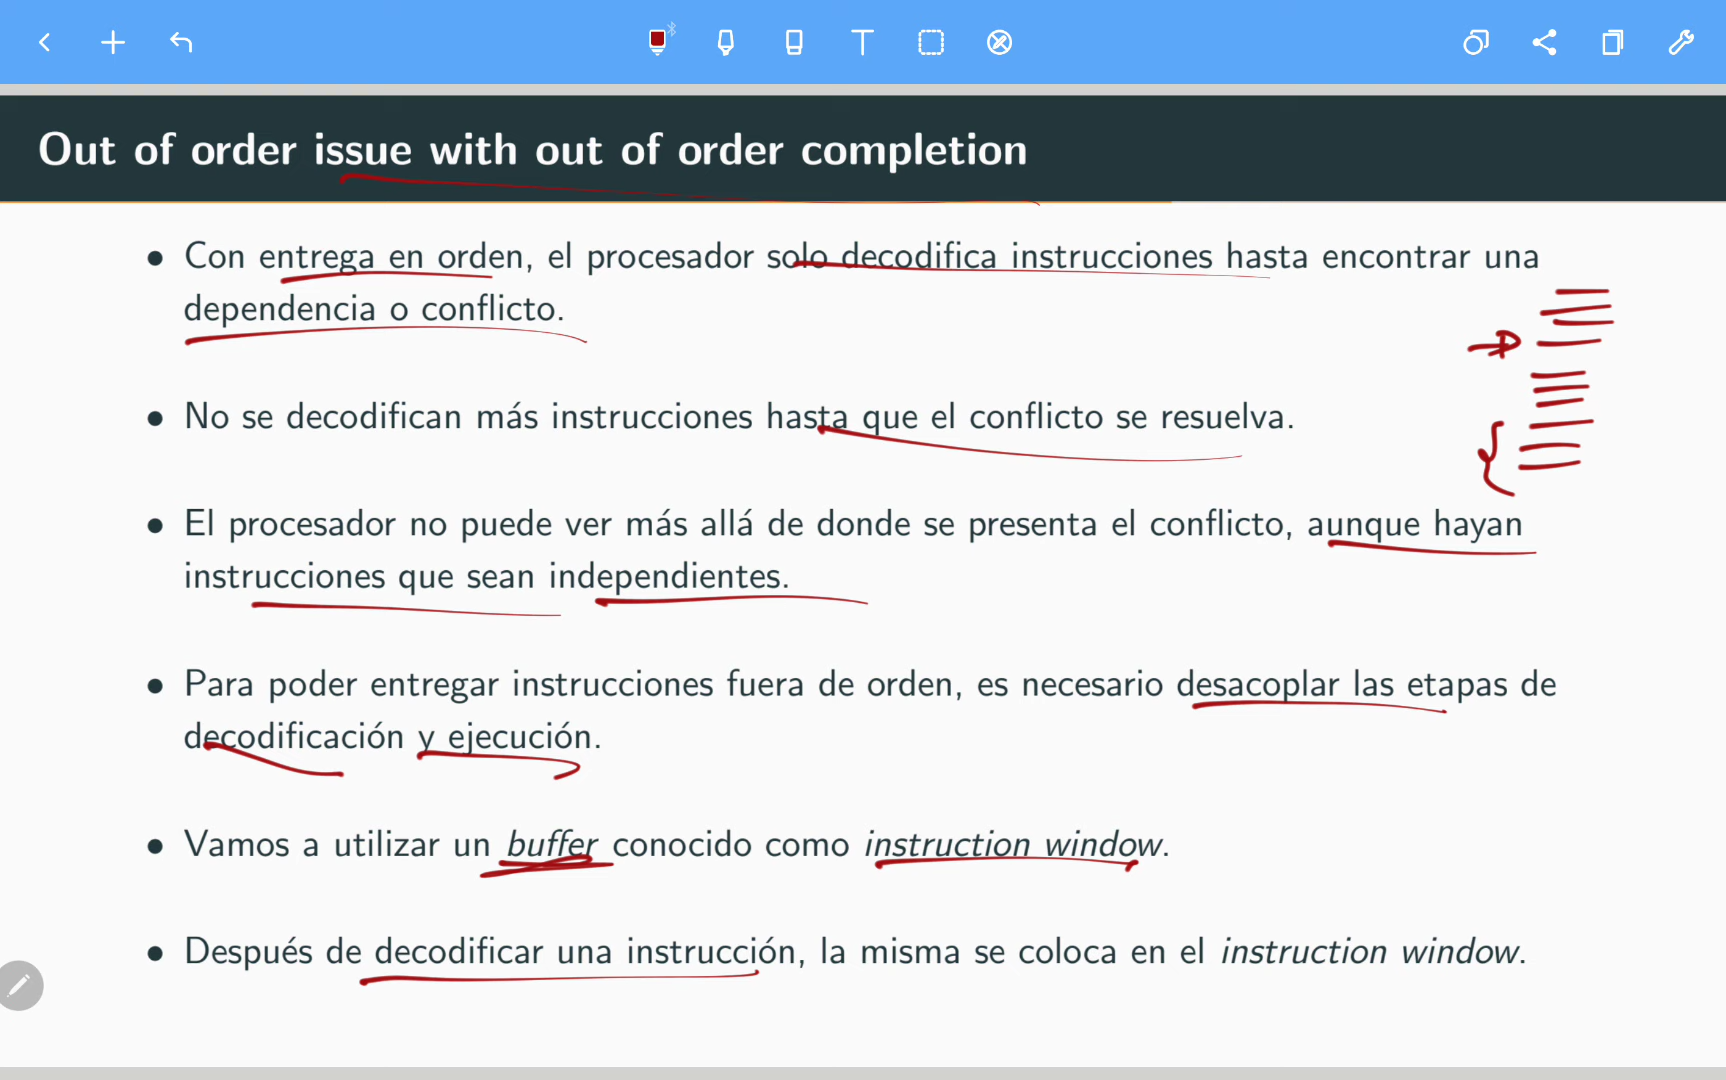 Out of order issue with out of order completion
• Con entrega en orden, el procesador solo decodifica instrucciones hasta encontrar una
dependencia o conflicto.
• No se decodifican más instrucciones hasta que el conflicto se resuelva.
• El procesador no puede ver más allá de donde se presenta el conflicto, aunque hayan
instrucciones que sean independientes.
• Para poder entregar instrucciones fuera de orden, es necesario desacoplar las etapas de
decodificación y ejecución.
• Vamos a utilizar un buffer conocido como instruction window.
• Después de decodificar una instrucción, la misma se coloca en el instruction window.